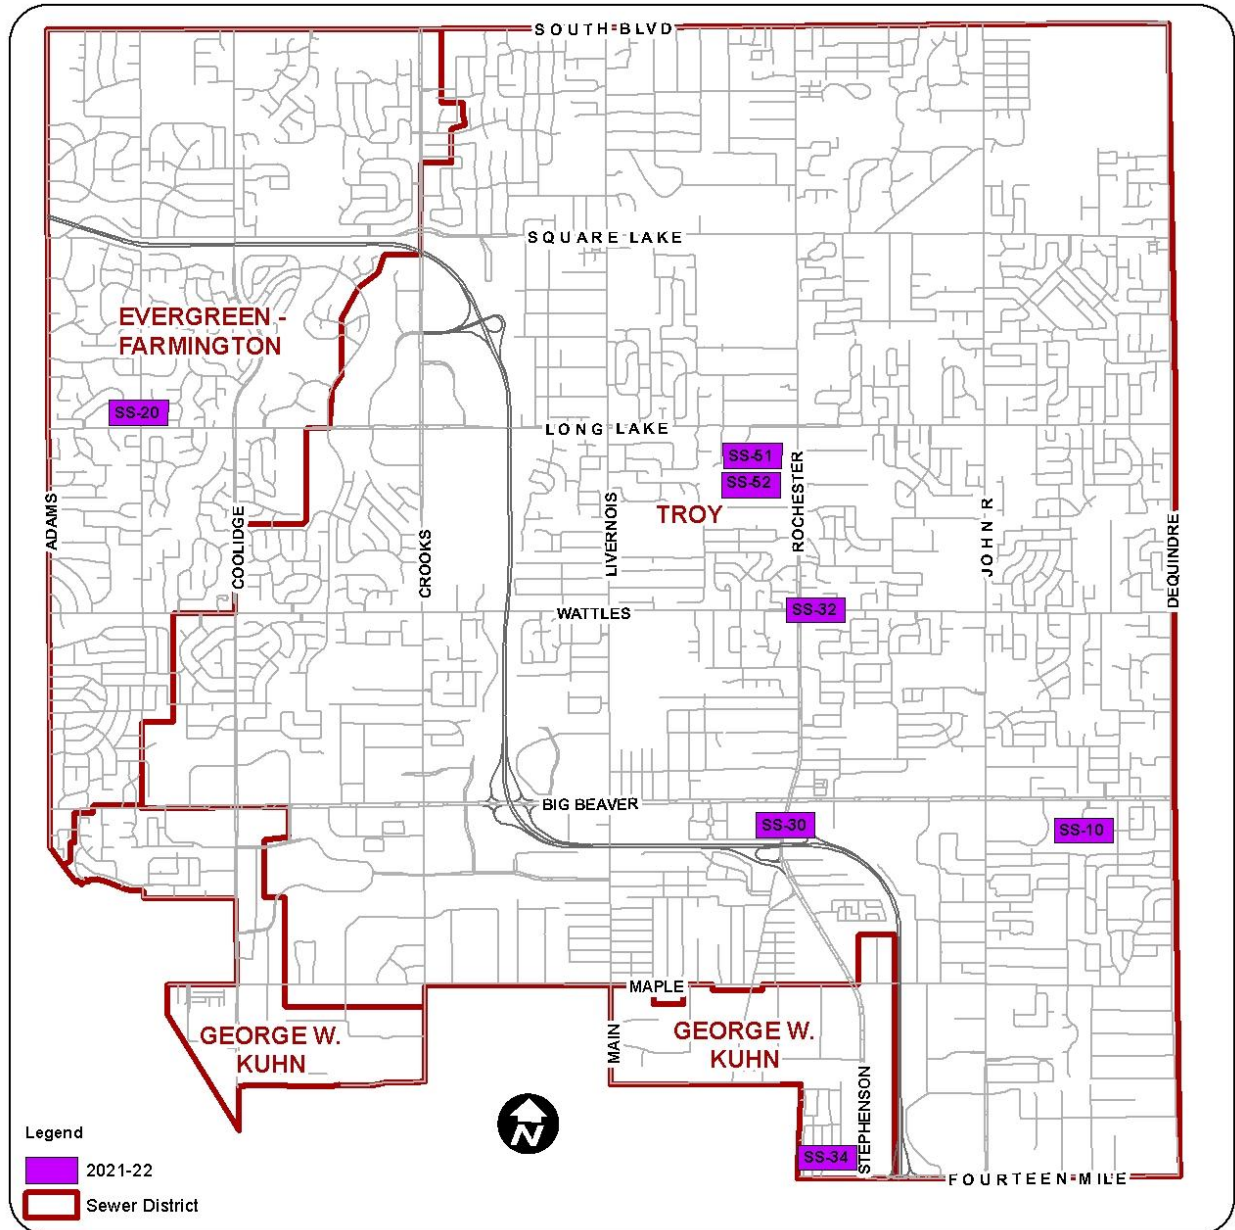 SOUTH BLVD
SQUARE LAKE
EVERGREEN -
FARMINGTON
SS-20
LONG LAKE
SS-51
SS-52
TROY
ADAMS
COOLIDGE
CROOKS
LIVERNOIS
ROCHESTER
JOHN R
DEQUINDRE
WATTLES
SS-32
BIG BEAVER
SS-30
SS-10
MAPLE
GEORGE W.
KUHN
MAIN
GEORGE W.
KUHN
STEPHENSON
N
SS-34
FOURTEEN MILE
Legend
2021-22
Sewer District